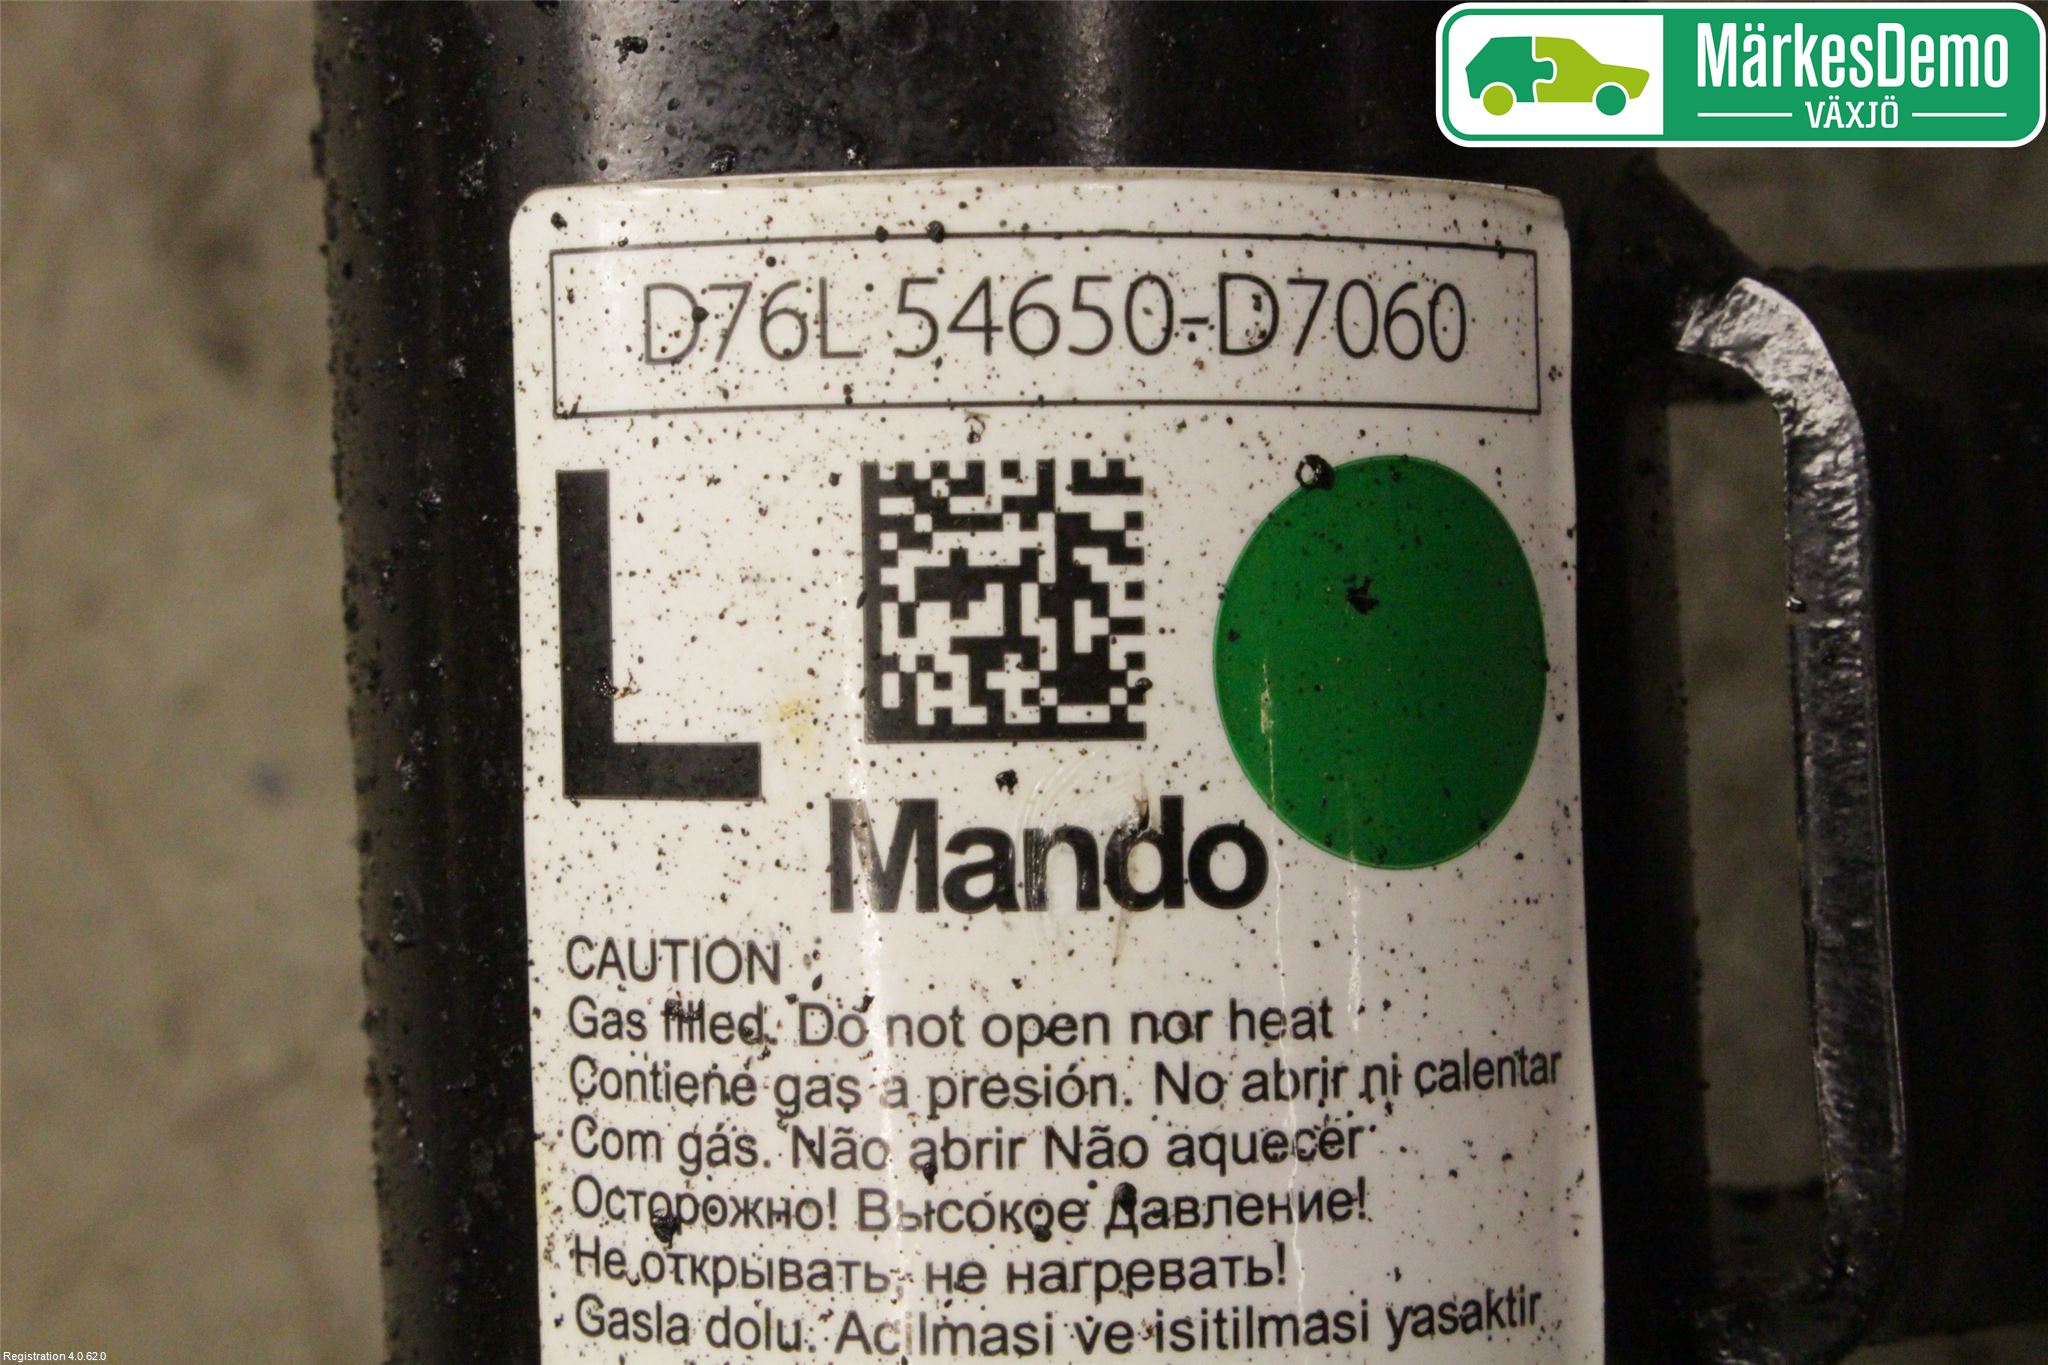 MärkesDemo
VÄXJÖ
D76L 54650-D7060
L
Mando
CAUTION
Gas filled. Do not open nor heat
Contiene gas a presión. No abrir ni calentar
Com gás. Não abrir Não aquecer
Осторожно! Высокое давление!
Не открывать, не нагревать!
Gasla dolu. Acilmasi ve isitilmasi yasaktir
Registration 4.0.62.0